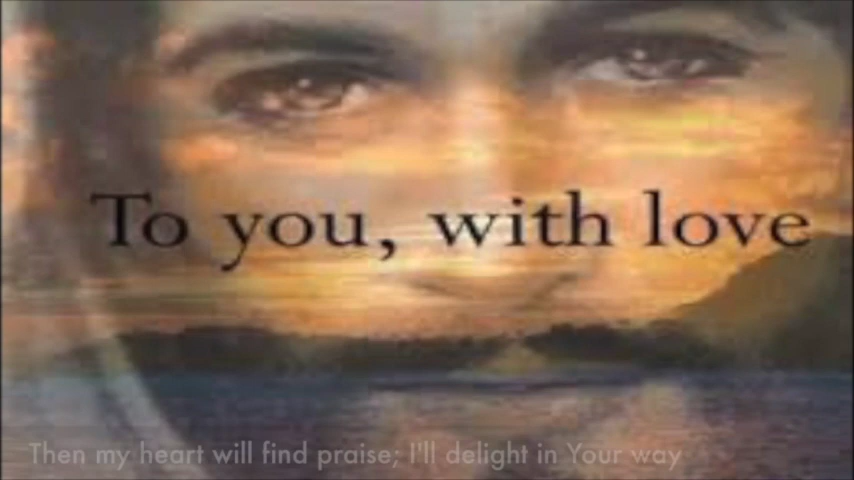 To you, with love
Then my heart will find praise; I'll delight in Your way